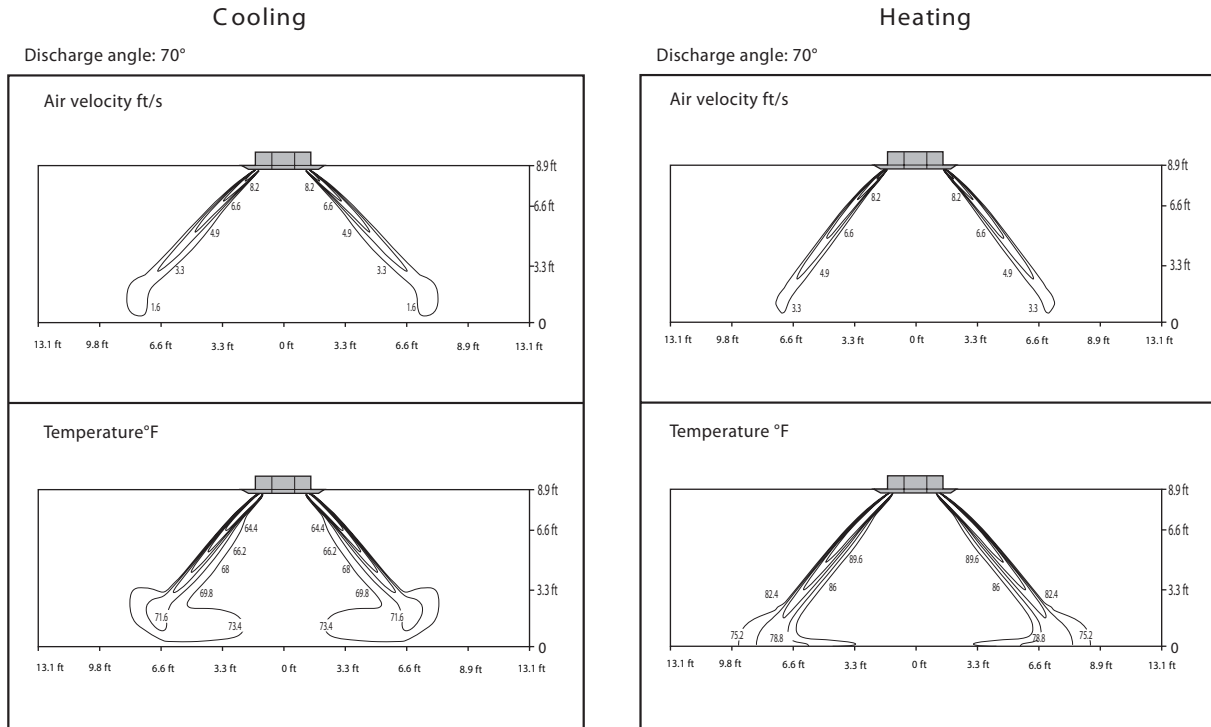 Cooling
Discharge angle: 70°
Air velocity ft/s
8.2 8.2
6.6 6.6
4.9 4.9
3.3 3.3
1.6 1.6
8.9 ft
6.6 ft
3.3 ft
0
13.1 ft 9.8 ft 6.6 ft 3.3 ft 0 ft 3.3 ft 6.6 ft 8.9 ft 13.1 ft
Temperature°F
64.4 64.4
66.2 66.2
68 68
69.8 69.8
71.6 71.6
73.4 73.4
8.9 ft
6.6 ft
3.3 ft
0
13.1 ft 9.8 ft 6.6 ft 3.3 ft 0 ft 3.3 ft 6.6 ft 8.9 ft 13.1 ft
Heating
Discharge angle: 70°
Air velocity ft/s
8.2 8.2
6.6 6.6
4.9 4.9
3.3 3.3
8.9 ft
6.6 ft
3.3 ft
0
13.1 ft 9.8 ft 6.6 ft 3.3 ft 0 ft 3.3 ft 6.6 ft 8.9 ft 13.1 ft
Temperature °F
89.6 89.6
86 86
82.4 82.4
75.2 78.8 78.8 75.2
8.9 ft
6.6 ft
3.3 ft
0
13.1 ft 9.8 ft 6.6 ft 3.3 ft 0 ft 3.3 ft 6.6 ft 8.9 ft 13.1 ft